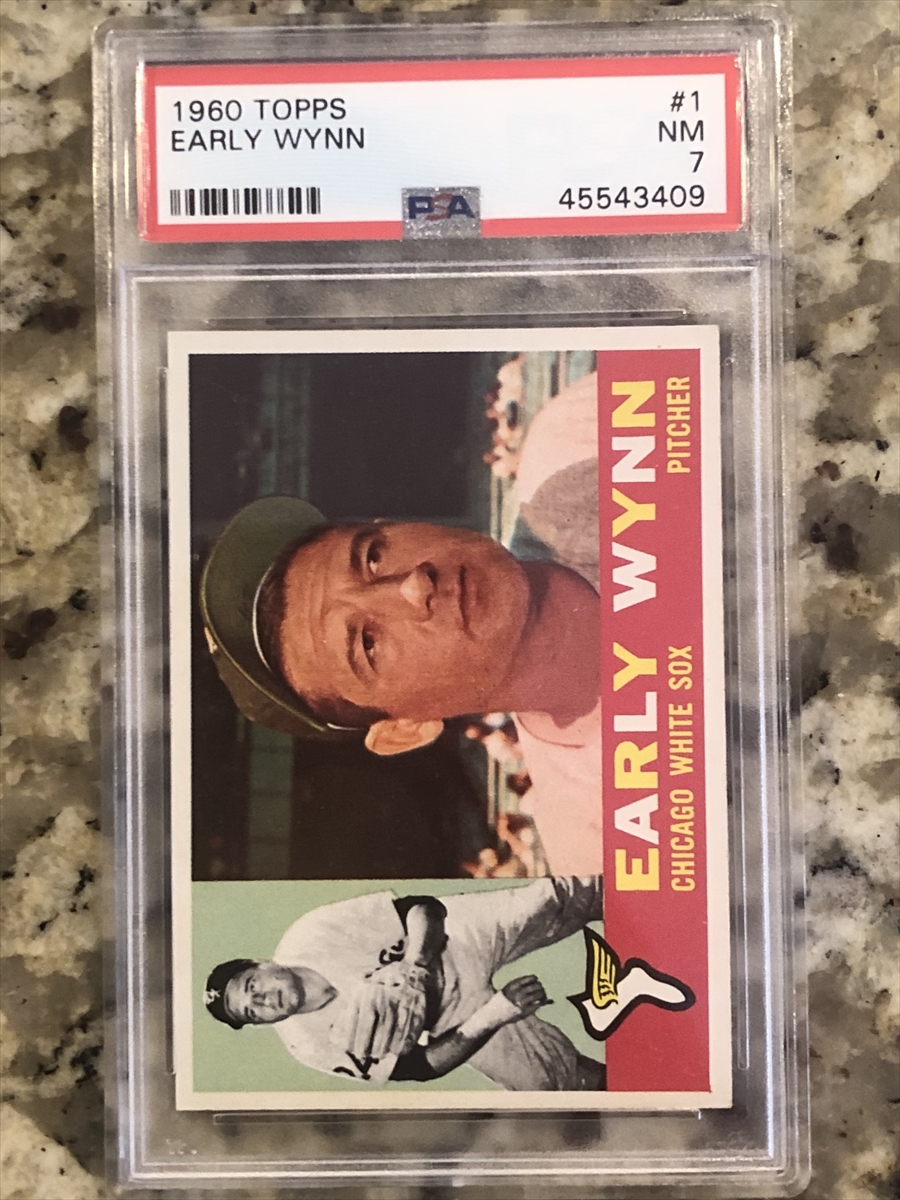 1960 TOPPS #1
EARLY WYNN NM
7
45543409
PSA
EARLY WYNN
CHICAGO WHITE SOX PITCHER